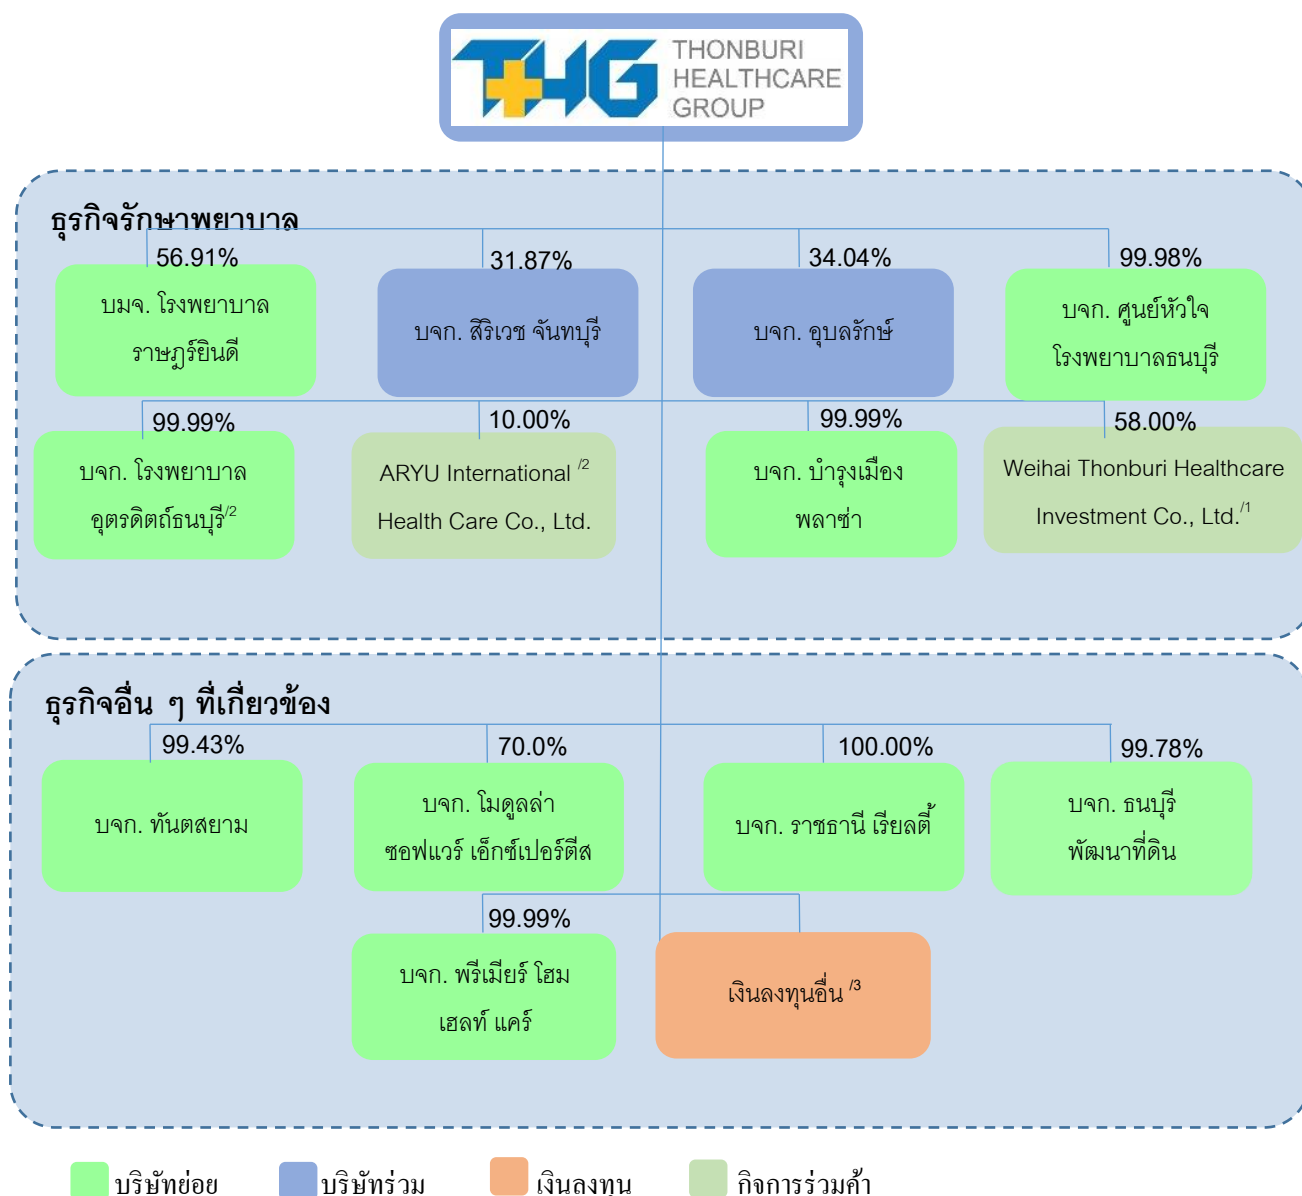 THG THONBURI
HEALTHCARE
GROUP
ธุรกิจรักษาพยาบาล
56.91%
31.87%
34.04%
99.98%
บมจ. โรงพยาบาล
ราษฎร์ยินดี
บจก. สิริเวช จันทบุรี
บจก. อุบลรักษ์
บจก. ศูนย์หัวใจ
โรงพยาบาลธนบุรี
99.99%
10.00%
99.99%
58.00%
บจก. โรงพยาบาล
อุตรดิตถ์ธนบุรี/2
ARYU International /2
Health Care Co., Ltd.
บจก. บำรุงเมือง
พลาซ่า
Weihai Thonburi Healthcare
Investment Co., Ltd./1
ธุรกิจอื่น ๆ ที่เกี่ยวข้อง
99.43%
70.0%
100.00%
99.78%
บจก. ทันตสยาม
บจก. โมดูลล่า
ซอฟแวร์ เอ็กซ์เปอร์ตีส
บจก. ราชธานี เรียลตี้
บจก. ธนบุรี
พัฒนาที่ดิน
99.99%
บจก. พรีเมียร์ โฮม
เฮลท์ แคร์
เงินลงทุนอื่น /3
บริษัทย่อย
บริษัทร่วม
เงินลงทุน
กิจการร่วมค้า